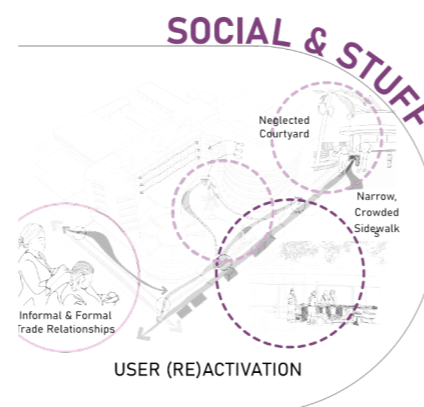 SOCIAL & STUFF
Neglected
Courtyard
Narrow,
Crowded
Sidewalk
Informal & Formal
Trade Relationships
USER (RE)ACTIVATION